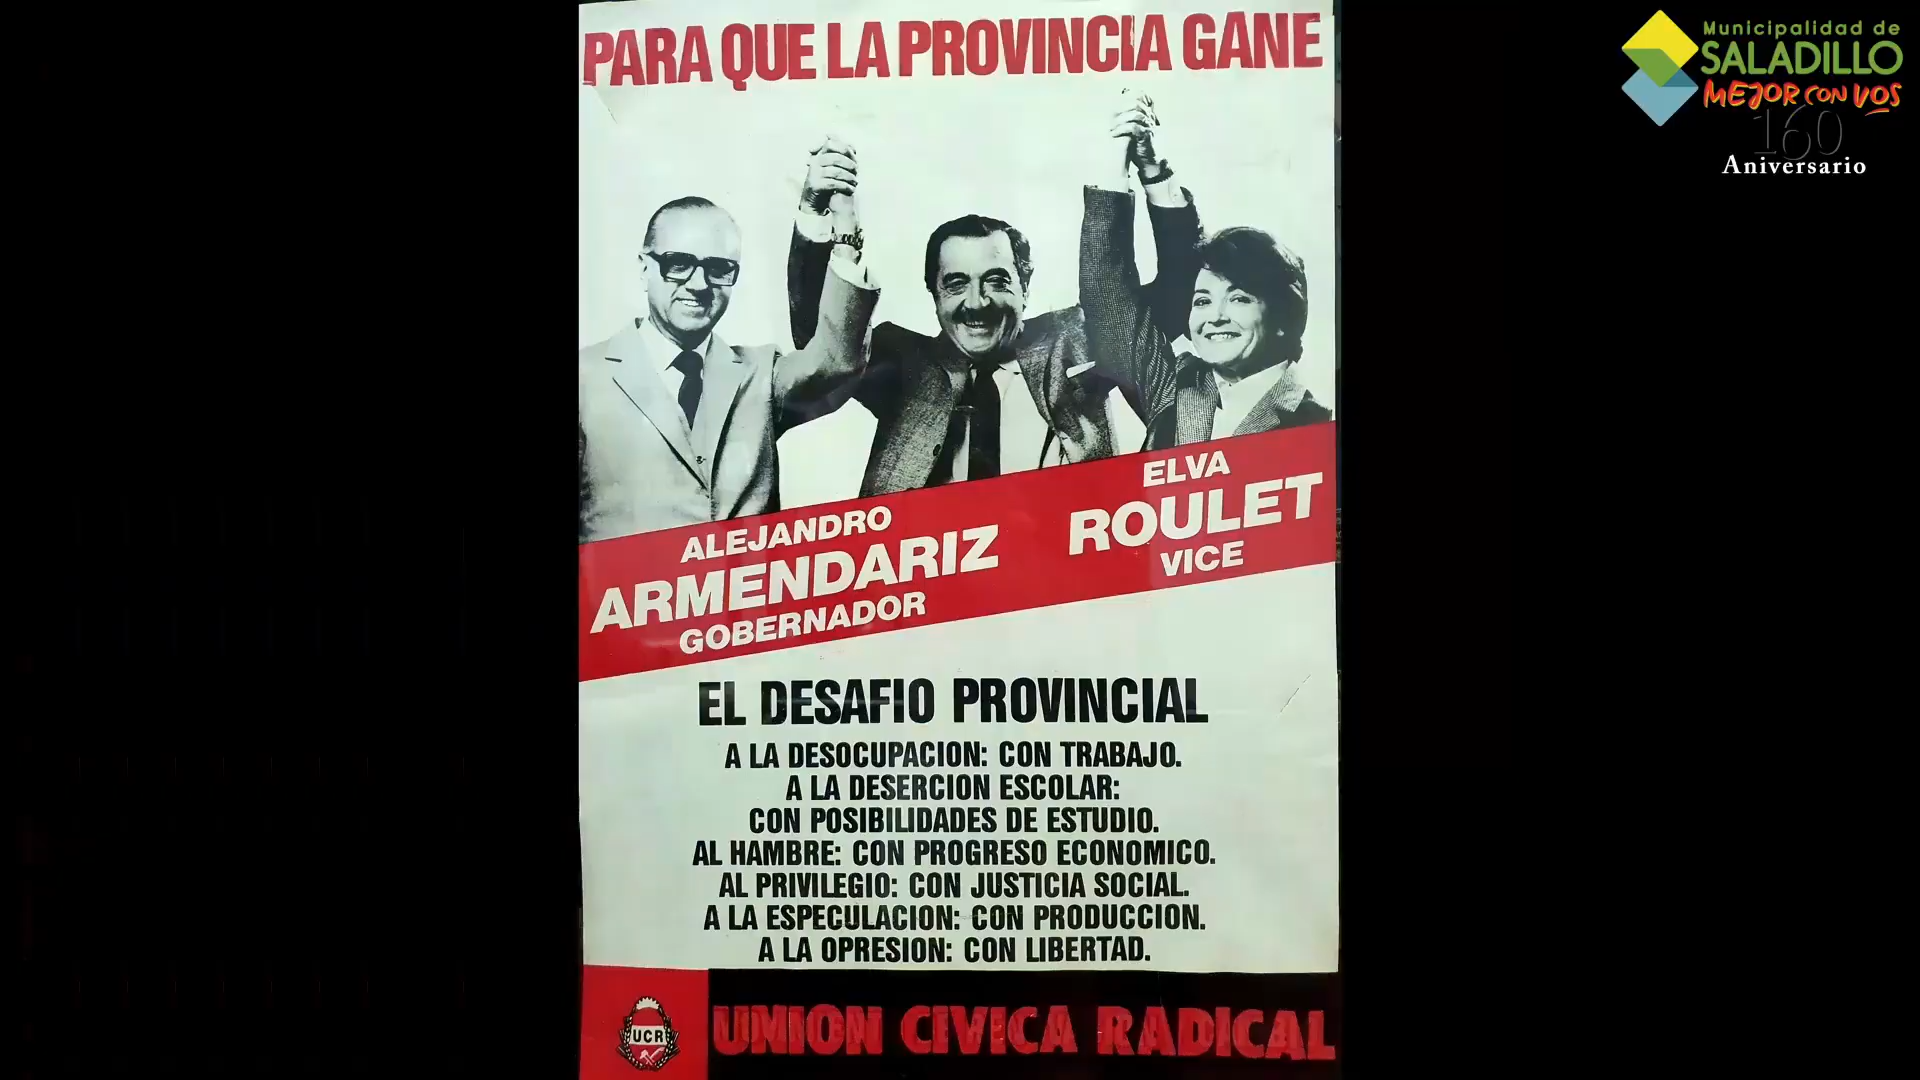 PARA QUE LA PROVINCIA GANE
Municipalidad de
SALADILLO
MEJOR CON VOS
160
Aniversario
ALEJANDRO
ARMENDARIZ
GOBERNADOR
ELVA
ROULET
VICE
EL DESAFIO PROVINCIAL
A LA DESOCUPACION: CON TRABAJO.
A LA DESERCION ESCOLAR:
CON POSIBILIDADES DE ESTUDIO.
AL HAMBRE: CON PROGRESO ECONOMICO.
AL PRIVILEGIO: CON JUSTICIA SOCIAL.
A LA ESPECULACION: CON PRODUCCION.
A LA OPRESION: CON LIBERTAD.
UCR
UNION CIVICA RADICAL